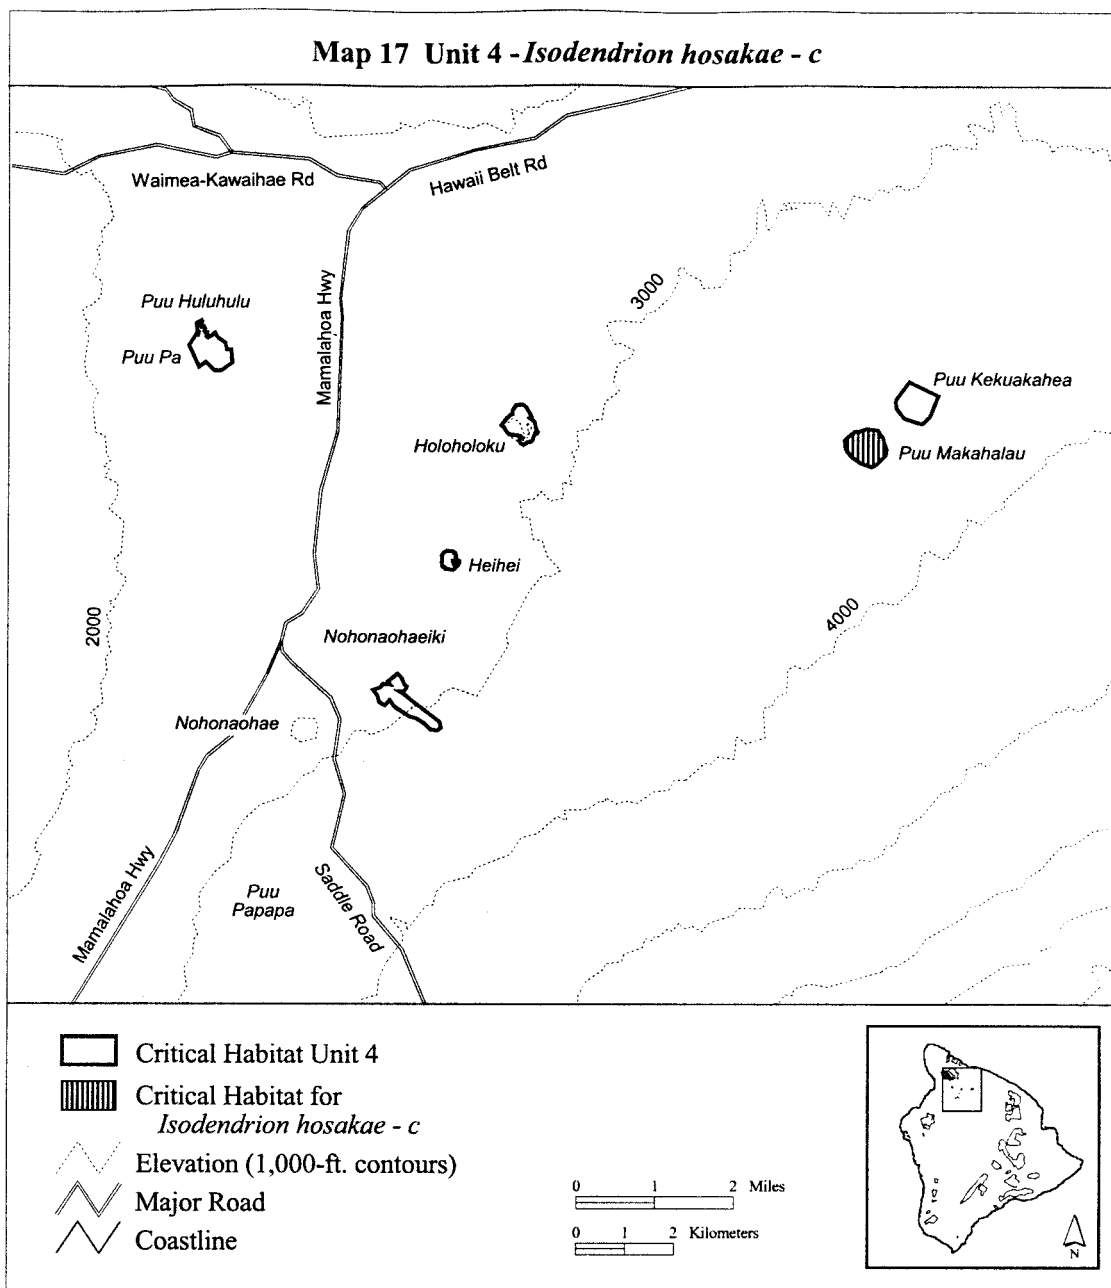 Map 17 Unit 4 - Isodendrion hosakae - c
Waimea-Kawaihae Rd
Hawaii Belt Rd
Mamalahoa Hwy
3000
Puu Huluhulu
Puu Pa
Puu Kekuakahea
Holoholoku
Puu Makahalau
Heihei
2000
4000
Nohonaohaeiki
Nohonaohae
Mamalahoa Hwy
Saddle Road
Puu
Papapa
Critical Habitat Unit 4
Critical Habitat for
Isodendrion hosakae - c
Elevation (1,000-ft. contours)
Major Road
Coastline
0 1 2 Miles
0 1 2 Kilometers
N